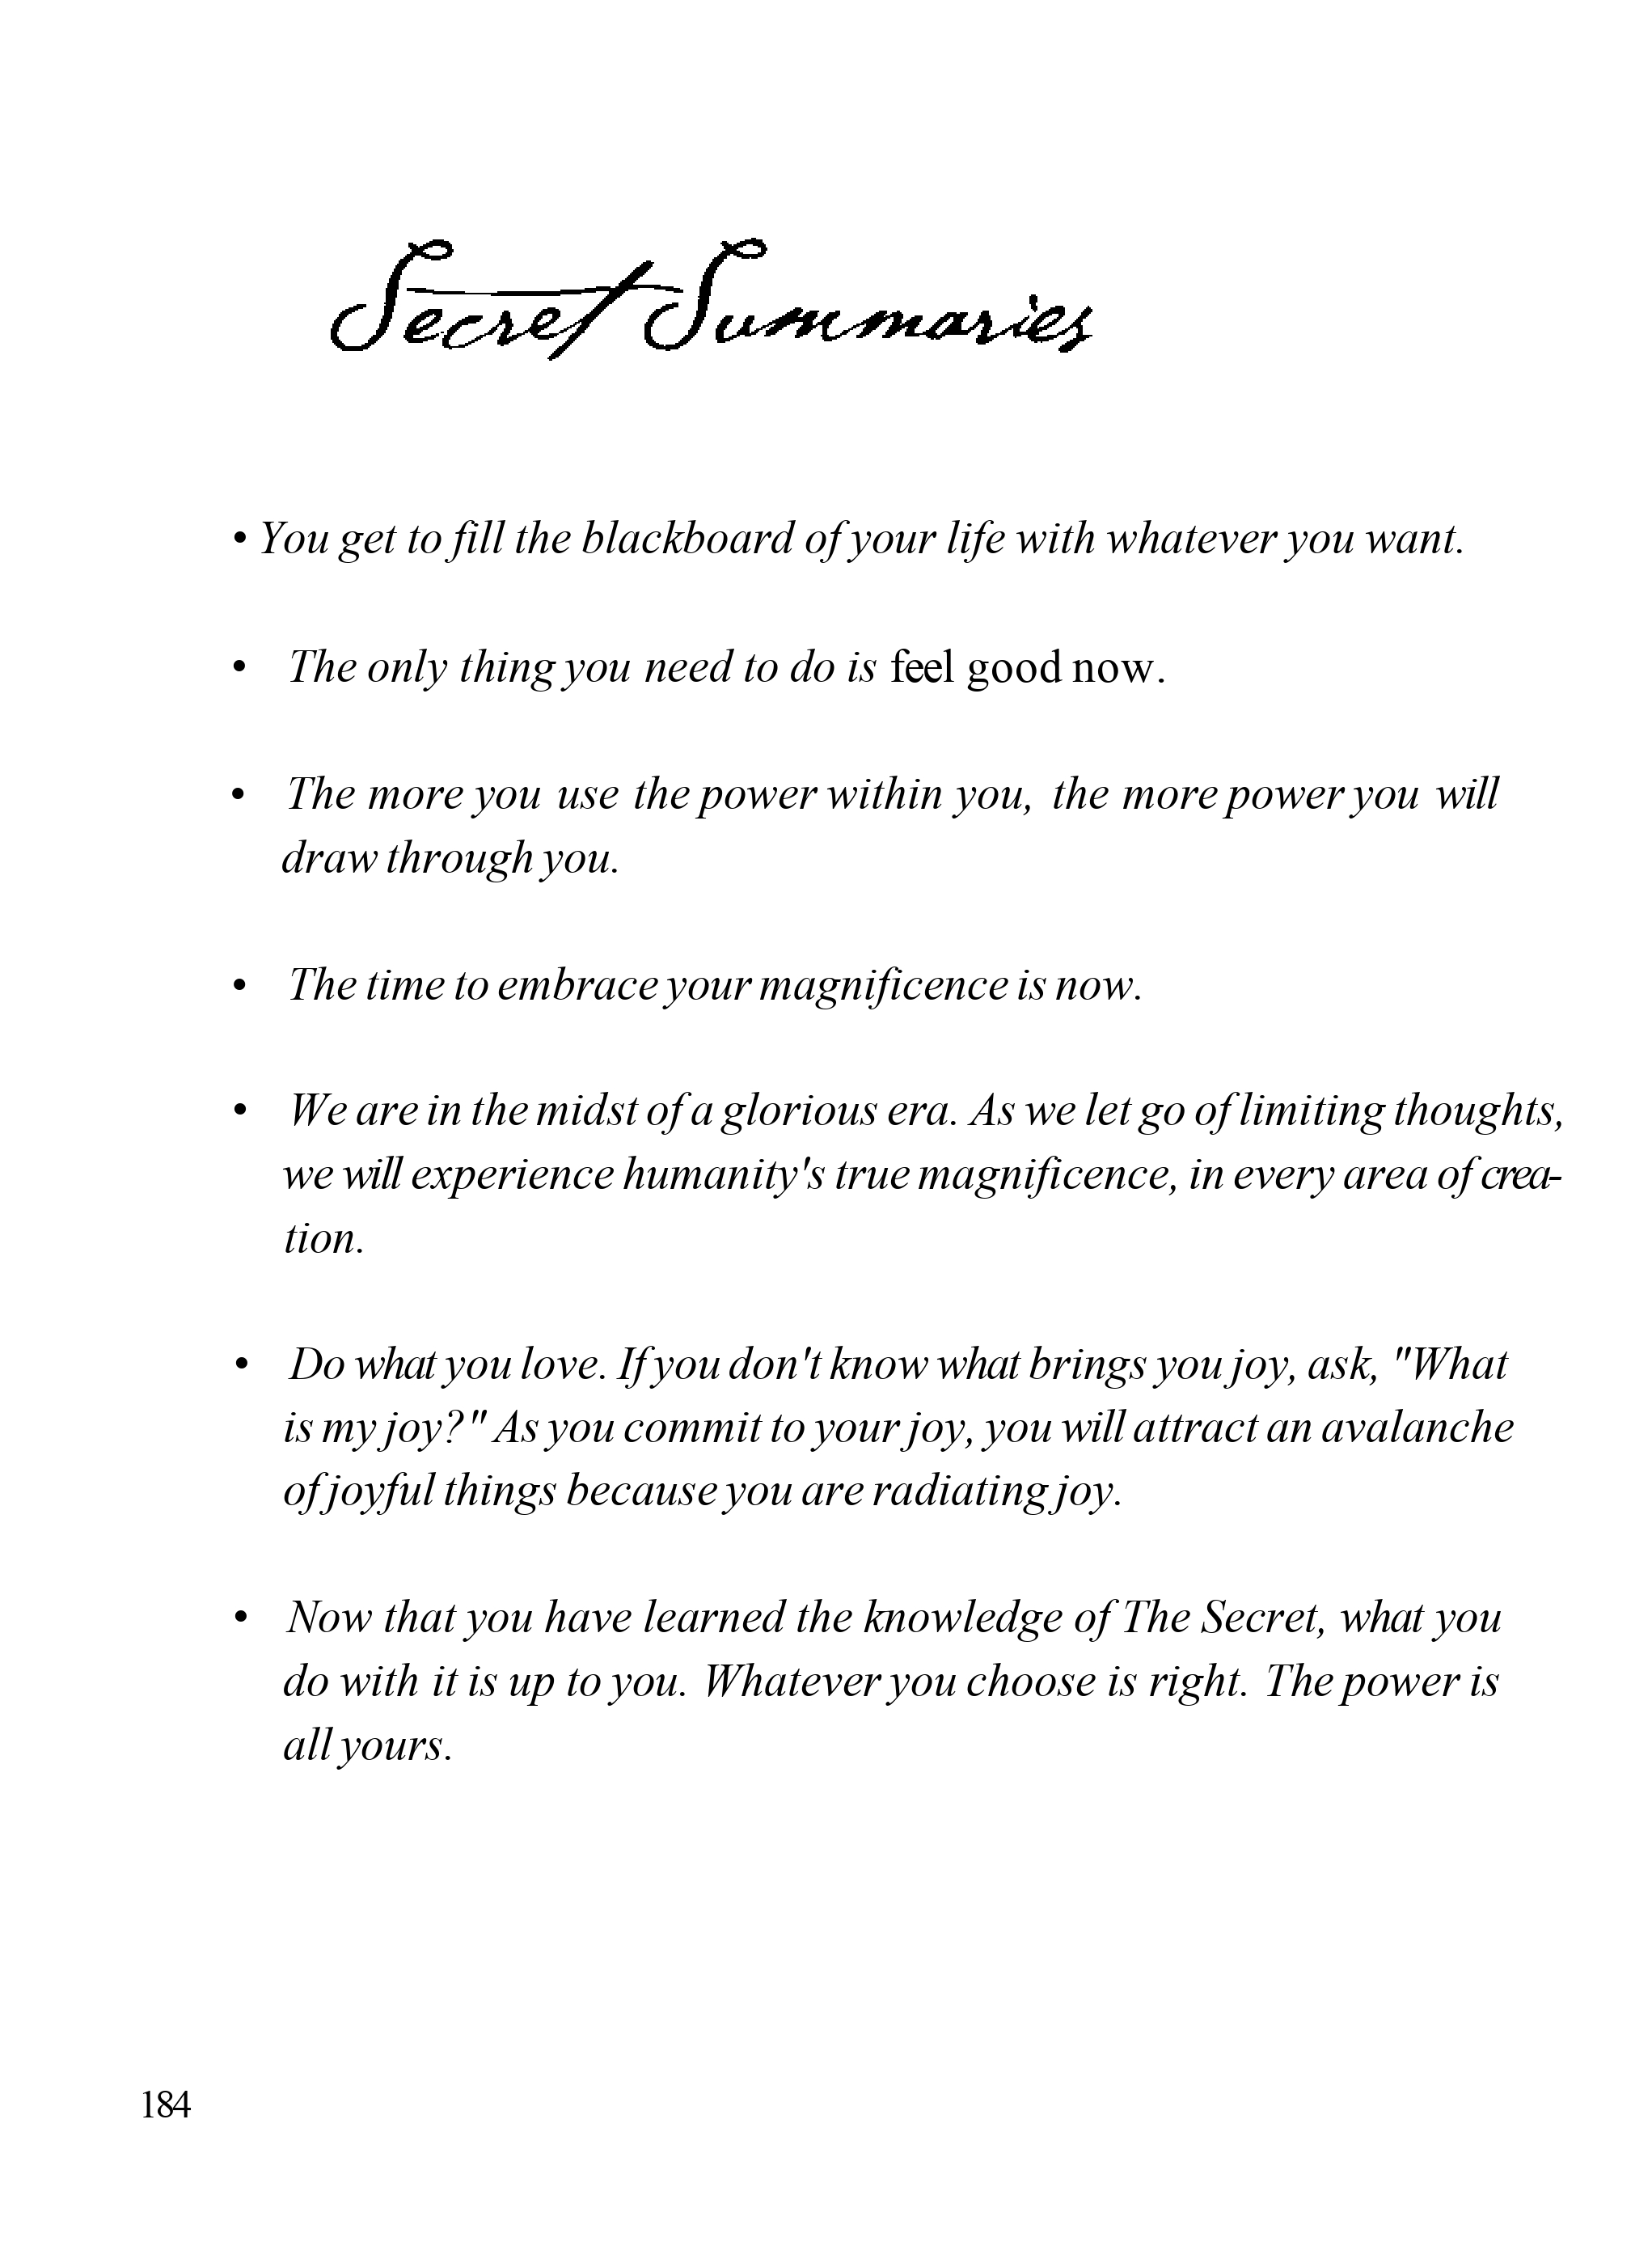 Secret Summaries
• You get to fill the blackboard of your life with whatever you want.
• The only thing you need to do is feel good now.
• The more you use the power within you, the more power you will
draw through you.
• The time to embrace your magnificence is now.
• We are in the midst of a glorious era. As we let go of limiting thoughts,
we will experience humanity's true magnificence, in every area of crea-
tion.
• Do what you love. If you don't know what brings you joy, ask, "What
is my joy?" As you commit to your joy, you will attract an avalanche
of joyful things because you are radiating joy.
• Now that you have learned the knowledge of The Secret, what you
do with it is up to you. Whatever you choose is right. The power is
all yours.
184